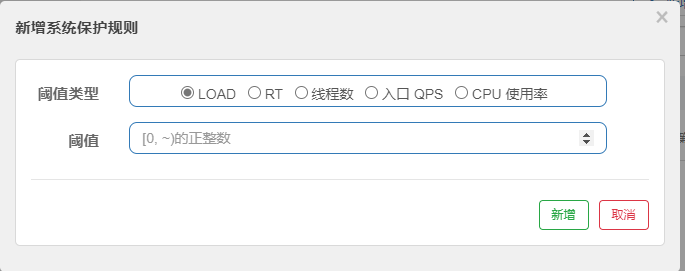 新增系统保护规则
×
阈值类型 LOAD RT 线程数 入口 QPS CPU 使用率
阈值 [0, ~)的正整数
新增 取消